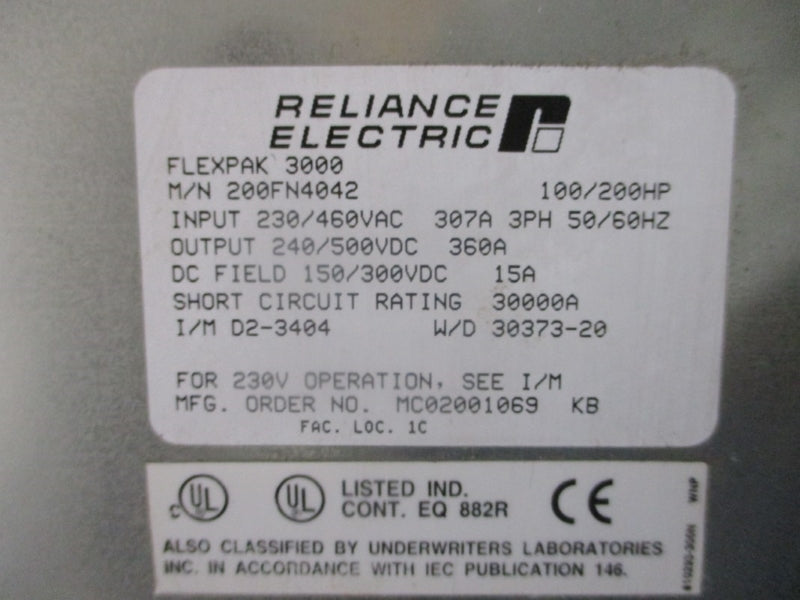 RELIANCE
ELECTRIC
FLEXPAK 3000
M/N 200FN4042 100/200HP
INPUT 230/460VAC 307A 3PH 50/60HZ
OUTPUT 240/500VDC 360A
DC FIELD 150/300VDC 15A
SHORT CIRCUIT RATING 30000A
I/M D2-3404 W/D 30373-20
FOR 230V OPERATION, SEE I/M
MFG. ORDER NO. MC02001069 KB
FAC. LOC. 1C
C UL UL LISTED IND. CE
CONT. EQ 882R
ALSO CLASSIFIED BY UNDERWRITERS LABORATORIES
INC. IN ACCORDANCE WITH IEC PUBLICATION 146.